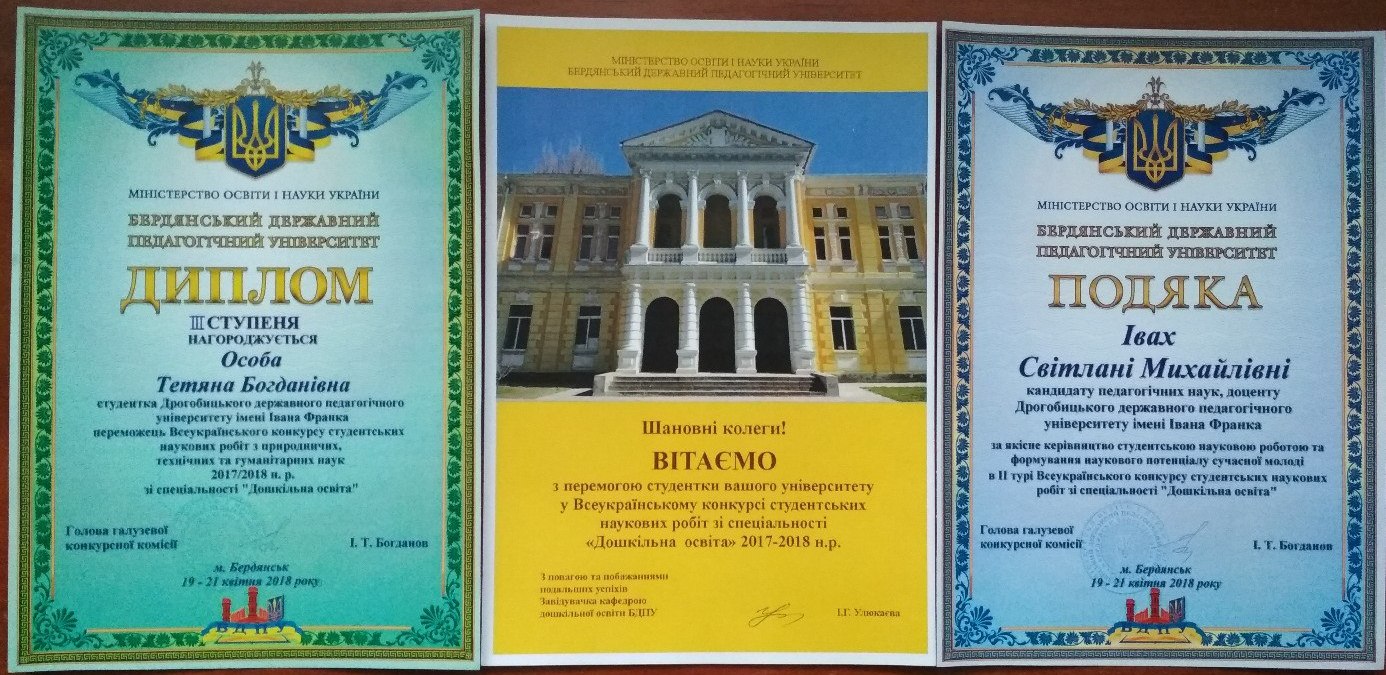 МІНІСТЕРСТВО ОСВІТИ І НАУКИ УКРАЇНИ
БЕРДЯНСЬКИЙ ДЕРЖАВНИЙ
ПЕДАГОГІЧНИЙ УНІВЕРСИТЕТ
ДИПЛОМ
ІІІ СТУПЕНЯ
НАГОРОДЖУЄТЬСЯ
Особа
Тетяна Богданівна
студентка Дрогобицького державного педагогічного
університету імені Івана Франка
переможець Всеукраїнського конкурсу студентських
наукових робіт з природничих,
технічних та гуманітарних наук
2017/2018 н. р.
зі спеціальності "Дошкільна освіта"
Голова галузевої
конкурсної комісії
І. Т. Богданов
м. Бердянськ
19 - 21 квітня 2018 року
БДПУ
МІНІСТЕРСТВО ОСВІТИ І НАУКИ УКРАЇНИ
БЕРДЯНСЬКИЙ ДЕРЖАВНИЙ ПЕДАГОГІЧНИЙ УНІВЕРСИТЕТ
Шановні колеги!
ВІТАЄМО
з перемогою студентки вашого університету
у Всеукраїнському конкурсі студентських
наукових робіт зі спеціальності
«Дошкільна освіта» 2017-2018 н.р.
З повагою та побажаннями
подальших успіхів
Завідувачка кафедрою
дошкільної освіти БДПУ
І.Г. Улюкаєва
МІНІСТЕРСТВО ОСВІТИ І НАУКИ УКРАЇНИ
БЕРДЯНСЬКИЙ ДЕРЖАВНИЙ
ПЕДАГОГІЧНИЙ УНІВЕРСИТЕТ
ПОДЯКА
Івах
Світлані Михайлівні
кандидату педагогічних наук, доценту
Дрогобицького державного педагогічного
університету імені Івана Франка
за якісне керівництво студентською науковою роботою та
формування наукового потенціалу сучасної молоді
в ІІ турі Всеукраїнського конкурсу студентських наукових
робіт зі спеціальності "Дошкільна освіта"
Голова галузевої
конкурсної комісії
І. Т. Богданов
м. Бердянськ
19 - 21 квітня 2018 року
БДПУ